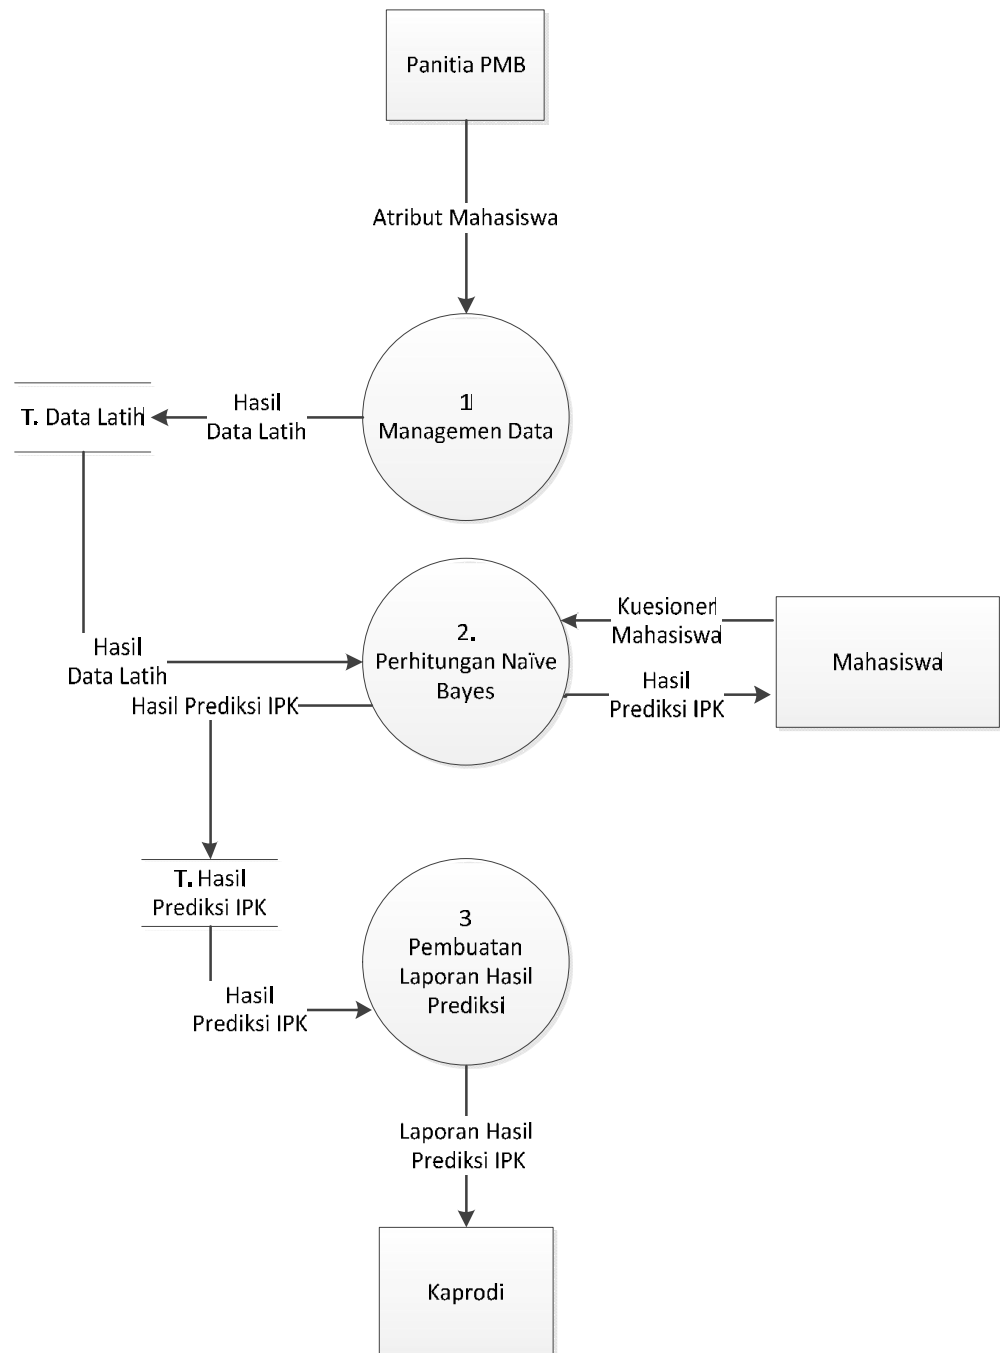 Panitia PMB
Atribut Mahasiswa
1
Managemen Data
Hasil
Data Latih
T. Data Latih
2.
Perhitungan Naïve
Bayes
Kuesioner
Mahasiswa
Mahasiswa
Hasil
Prediksi IPK
Hasil
Data Latih
Hasil Prediksi IPK
T. Hasil
Prediksi IPK
3
Pembuatan
Laporan Hasil
Prediksi
Hasil
Prediksi IPK
Laporan Hasil
Prediksi IPK
Kaprodi